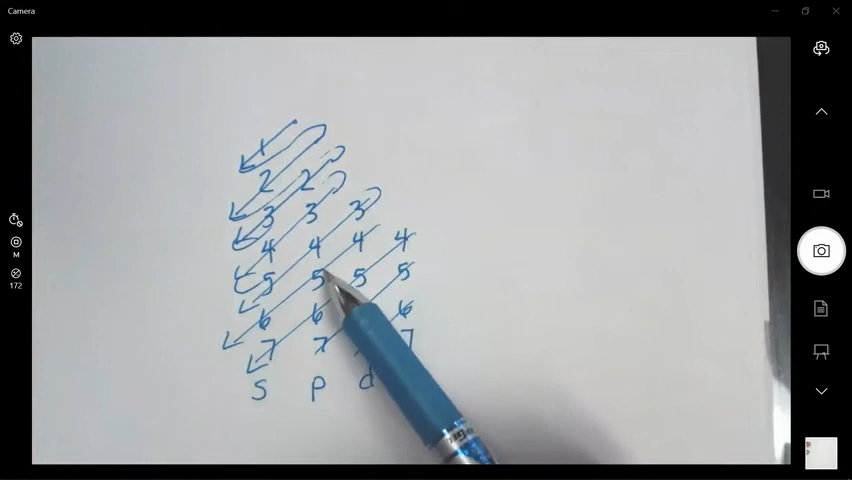 Camera
1
2 2
3 3 3
4 4 4 4
5 5 5 5
6 6 6
7 7 7
S p d
M
172